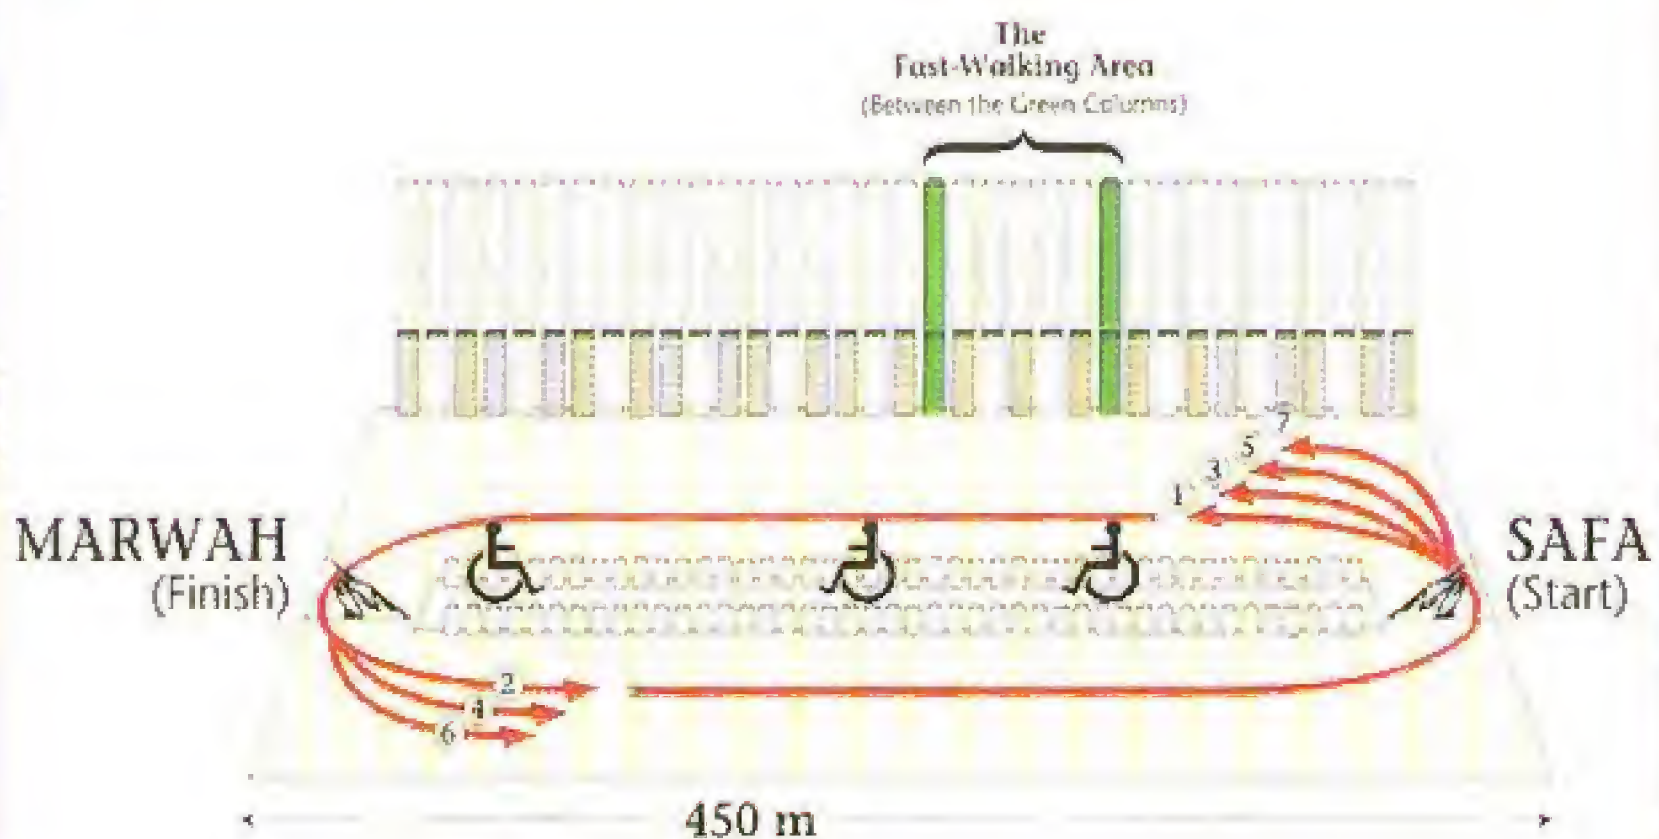 The
Fast-Walking Area
(Between the Green Columns)
7
5
3
1
MARWAH
(Finish)
SAFA
(Start)
2
4
6
450 m